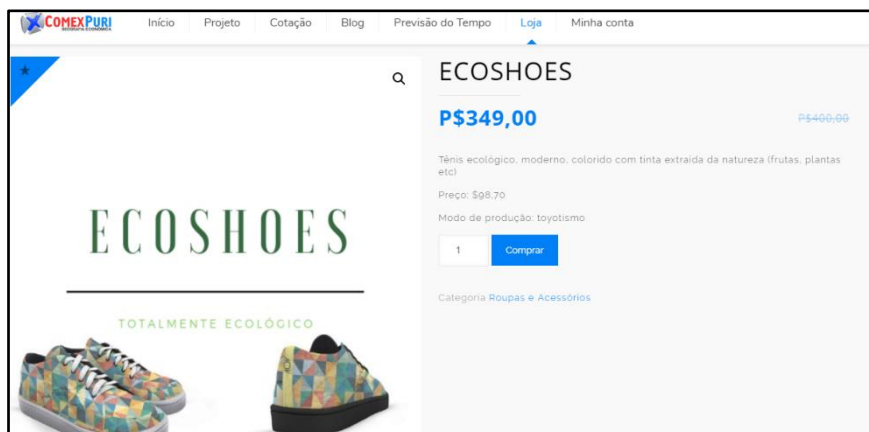 COMEXPURI
GEOGRAFIA ECONÔMICA
Início Projeto Cotação Blog Previsão do Tempo Loja Minha conta
ECOSHOES
P$349,00 P$400,00
Tênis ecológico, moderno, colorido com tinta extraída da natureza (frutas, plantas
etc)
Preço: $98,70
Modo de produção: toyotismo
1 Comprar
Categoria Roupas e Acessórios
ECOSHOES
TOTALMENTE ECOLÓGICO